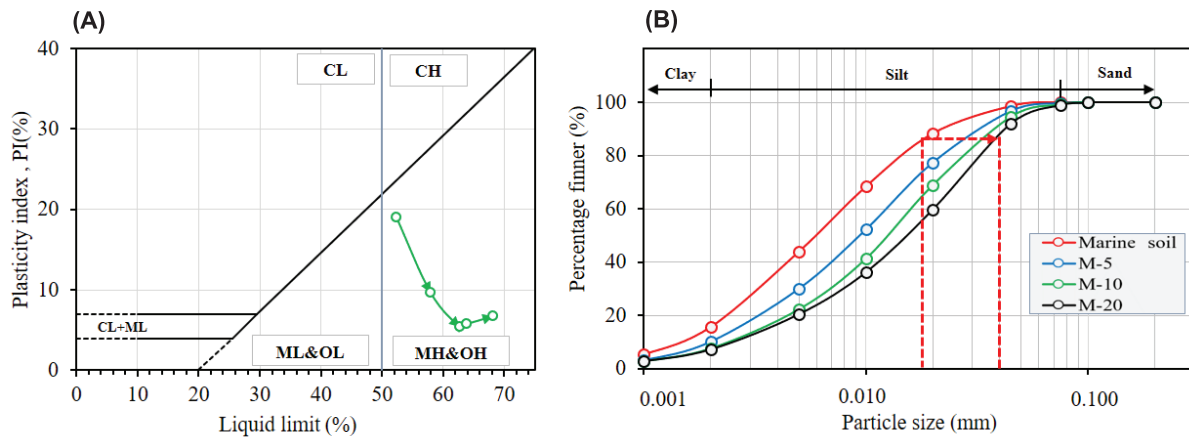 (A)
40
30
20
10
0
0
10
20
30
40
50
60
70
Plasticity index , PI(%)
Liquid limit (%)
CL
CH
CL+ML
ML&OL
MH&OH
(B)
Clay
Silt
Sand
100
80
60
40
20
0
0.001
0.010
0.100
Percentage finner (%)
Particle size (mm)
Marine soil
M-5
M-10
M-20